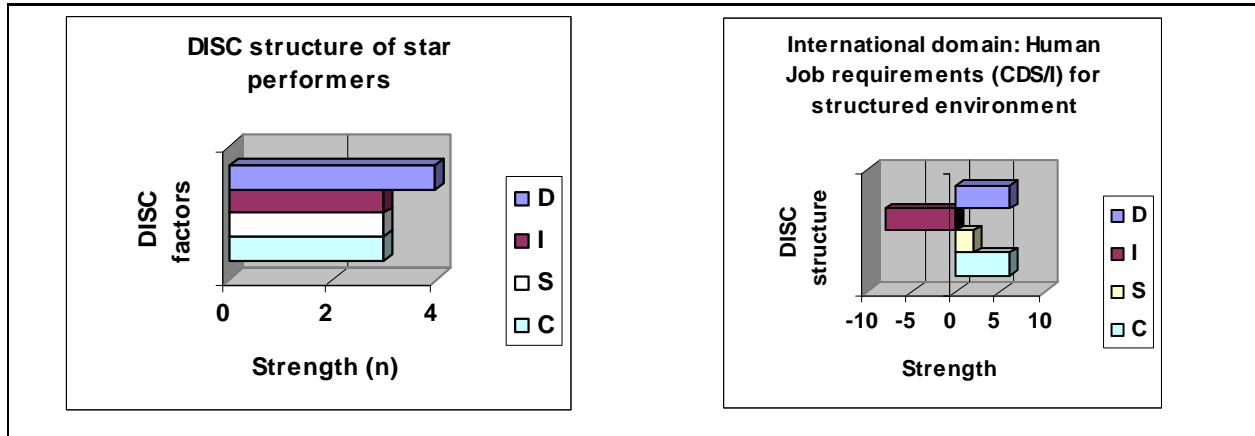 DISC structure of star
performers
DISC
factors
0 2 4
Strength (n)
D
I
S
C
International domain: Human
Job requirements (CDS/I) for
structured environment
DISC
structure
-10 -5 0 5 10
Strength
D
I
S
C